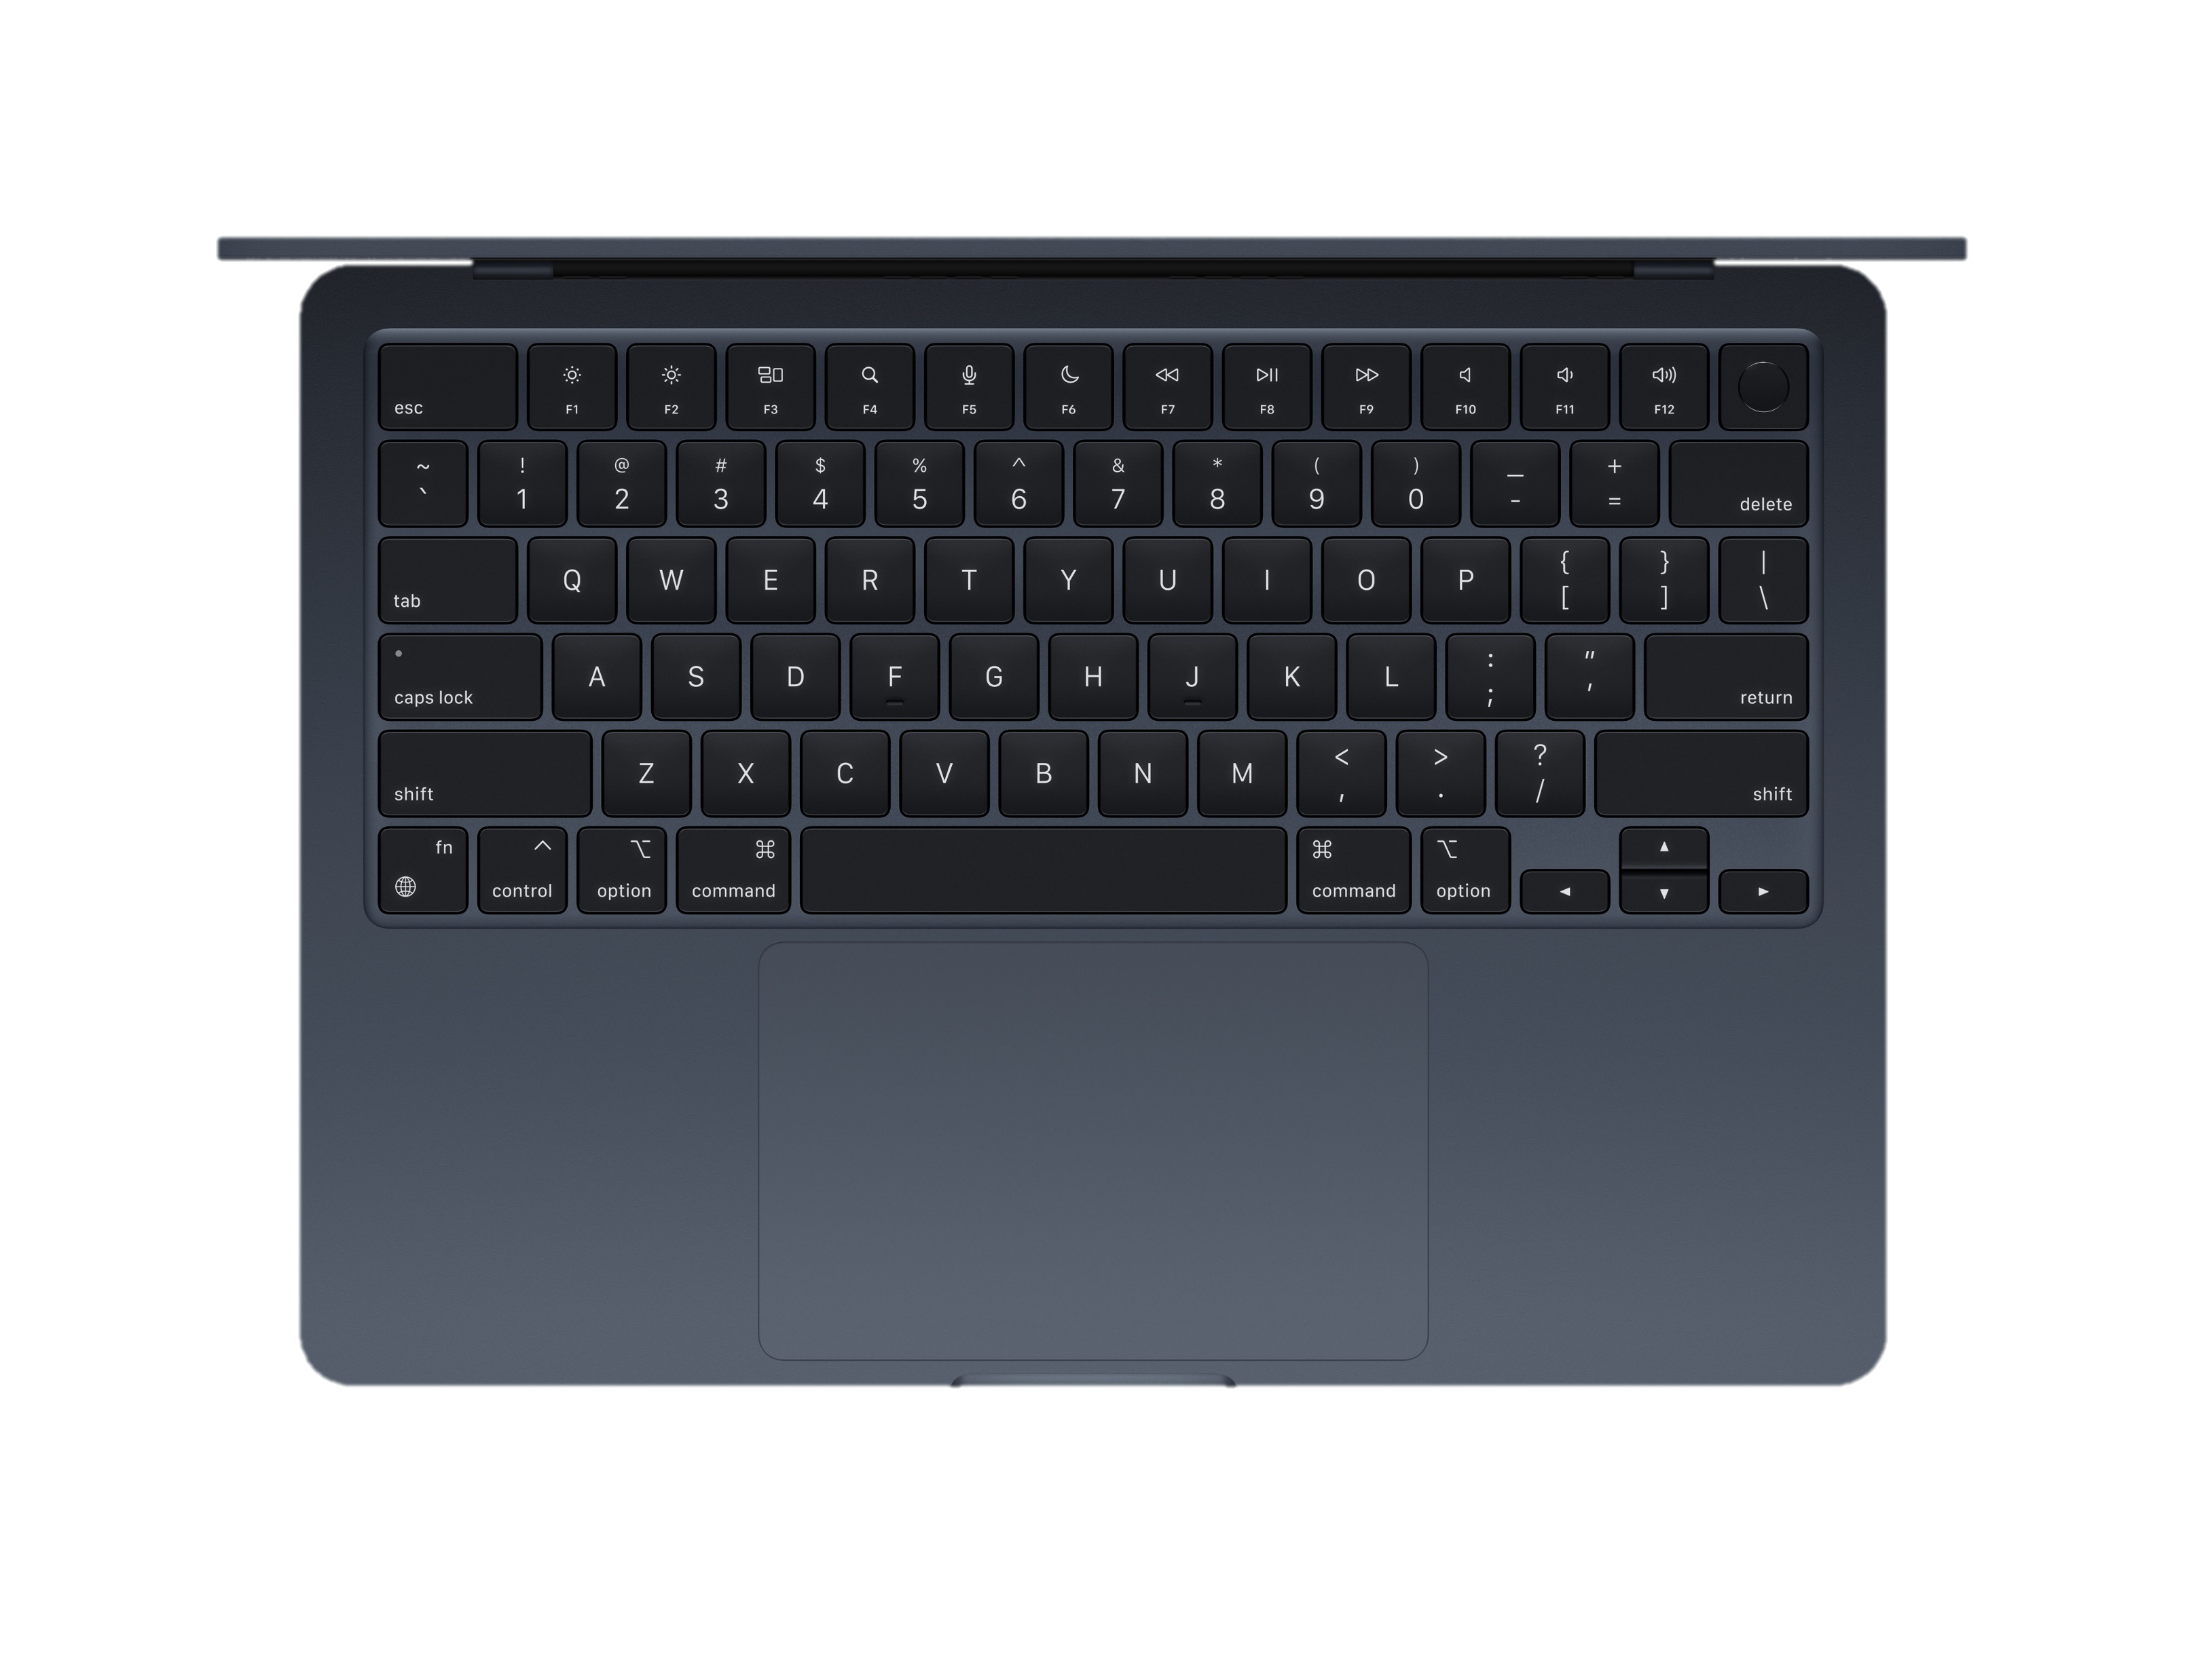 esc F1 F2 F3 F4 F5 F6 F7 F8 F9 F10 F11 F12
~ ! @ # $ % ^ & * ( ) _ +
` 1 2 3 4 5 6 7 8 9 0 - = delete
tab Q W E R T Y U I O P { } |
[ ] \
caps lock A S D F G H J K L : "
; ' return
shift Z X C V B N M < > ?
, . / shift
fn ^ ⌥ ⌘ ⌘ ⌥
control option command command option